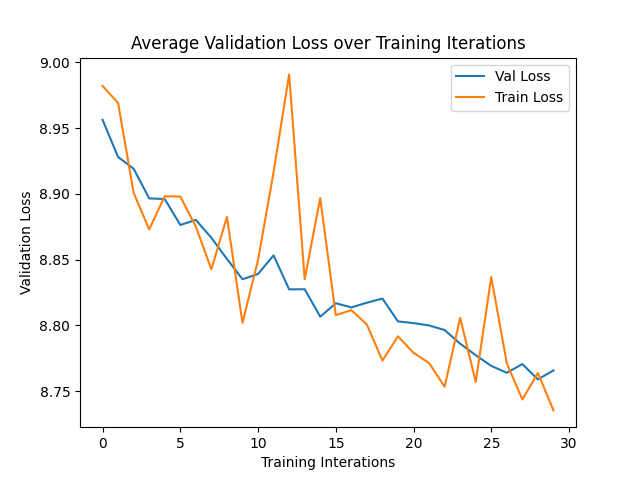 Average Validation Loss over Training Iterations
Val Loss
Train Loss
9.00
8.95
8.90
8.85
8.80
8.75
Validation Loss
0 5 10 15 20 25 30
Training Interations